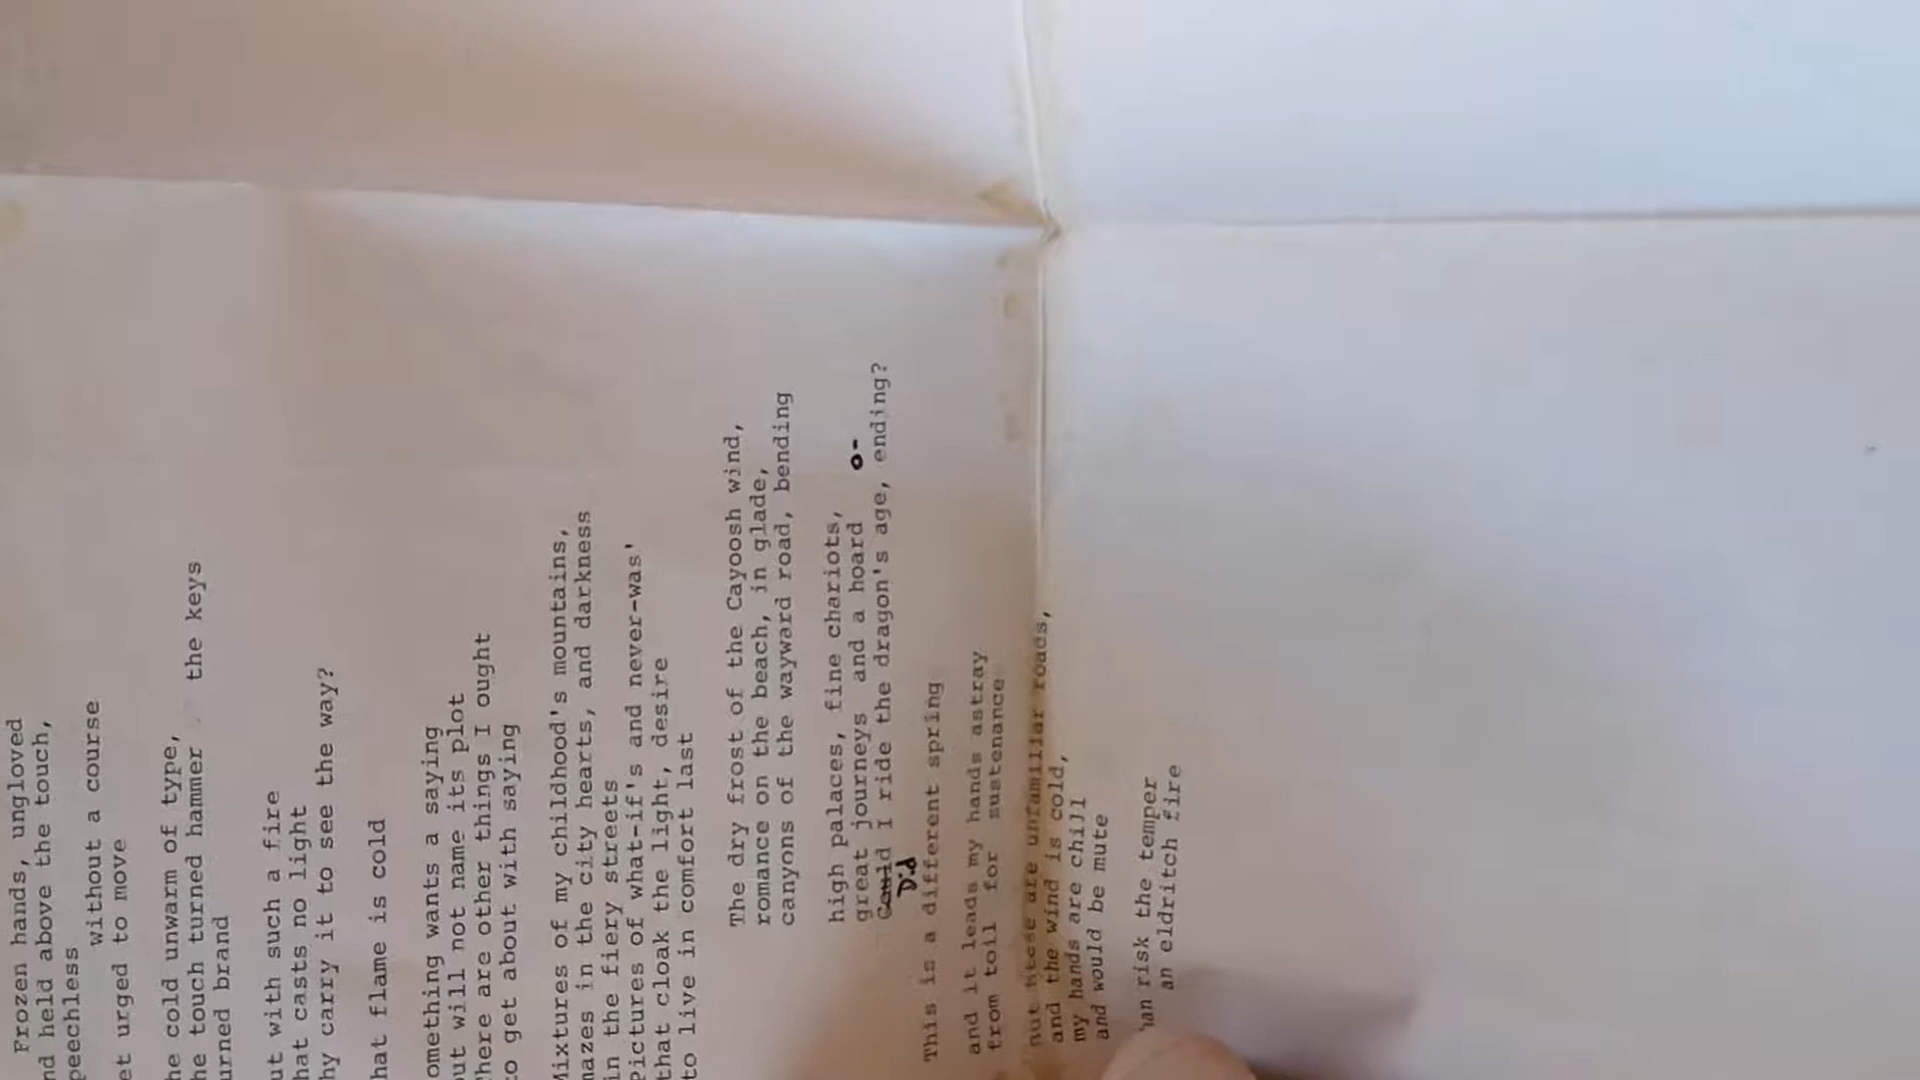 Frozen hands, ungloved
nd held above the touch,
peechless
without a course
et urged to move
he cold unwarm of type,
he touch turned hammer the keys
urned brand
ut with such a fire
hat casts no light
hy carry it to see the way?
hat flame is cold
omething wants a saying
ut will not name its plot
here are other things I ought
to get about with saying
Mixtures of my childhood's mountains,
mazes in the city hearts, and darkness
in the fiery streets
Pictures of what-if's and never-was'
that cloak the light, desire
to live in comfort last
The dry frost of the Cayoosh wind,
romance on the beach, in glade,
canyons of the wayward road, bending
high palaces, fine chariots,
great journeys and a hoard o-
Could I ride the dragon's age, ending?
Did
This is a different spring
and it leads my hands astray
from toil for sustenance
but these are unfamiliar roads,
and the wind is cold,
my hands are chill
and would be mute
han risk the temper
an eldritch fire